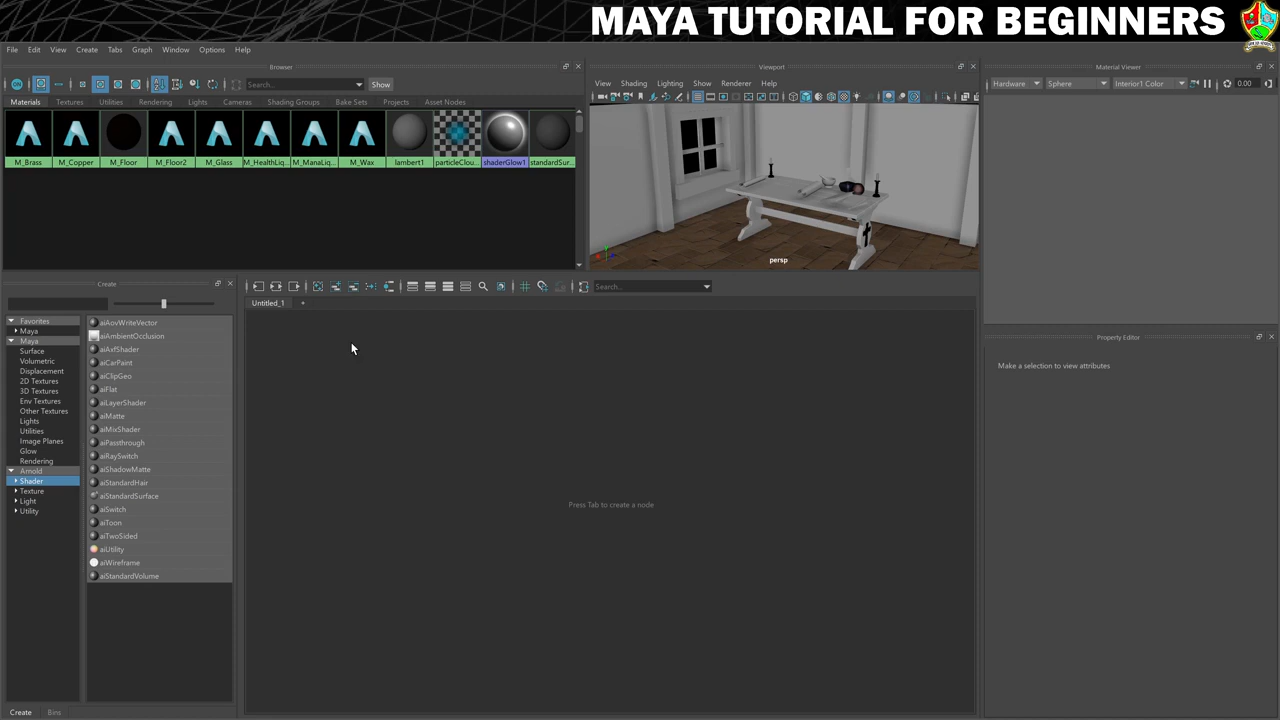 MAYA TUTORIAL FOR BEGINNERS
File Edit View Create Tabs Graph Window Options Help
Browser
Viewport
Material Viewer
Search...
Show
View Shading Lighting Show Renderer Help
Hardware
Sphere
Interior1 Color
0.00
Materials Textures Utilities Rendering Lights Cameras Shading Groups Bake Sets Projects Asset Nodes
M_Brass M_Copper M_Floor M_Floor2 M_Glass M_HealthLiq... M_ManaLiq... M_Wax lambert1 particleClou... shaderGlow1 standardSur...
persp
Create
Search...
Untitled_1 +
Property Editor
Make a selection to view attributes
Favorites
Maya
Maya
Surface
Volumetric
Displacement
2D Textures
3D Textures
Env Textures
Other Textures
Lights
Utilities
Image Planes
Glow
Rendering
Arnold
Shader
Texture
Light
Utility
aiAovWriteVector
aiAmbientOcclusion
aiAxfShader
aiCarPaint
aiClipGeo
aiFlat
aiLayerShader
aiMatte
aiMixShader
aiPassthrough
aiRaySwitch
aiShadowMatte
aiStandardHair
aiStandardSurface
aiSwitch
aiToon
aiTwoSided
aiUtility
aiWireframe
aiStandardVolume
Press Tab to create a node
Create Bins